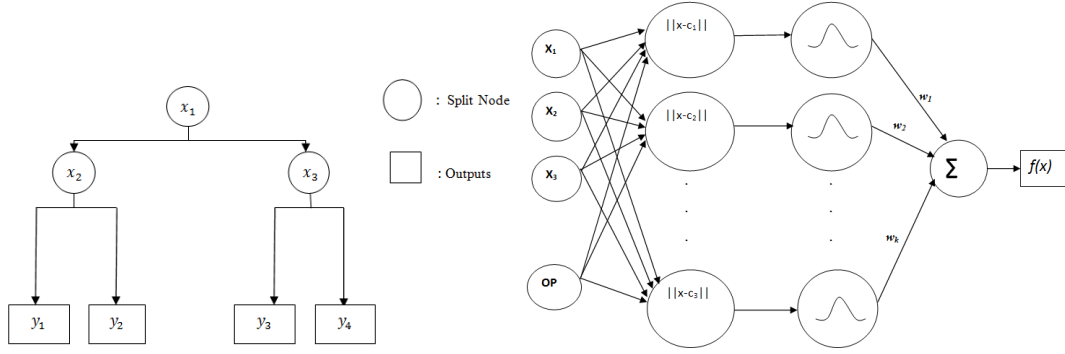 x₁
x₂ x₃
y₁ y₂ y₃ y₄
: Split Node
: Outputs
X₁
X₂
X₃
OP
||x-c₁||
||x-c₂||
||x-c₃||
w₁
w₂
wₖ
Σ
f(x)